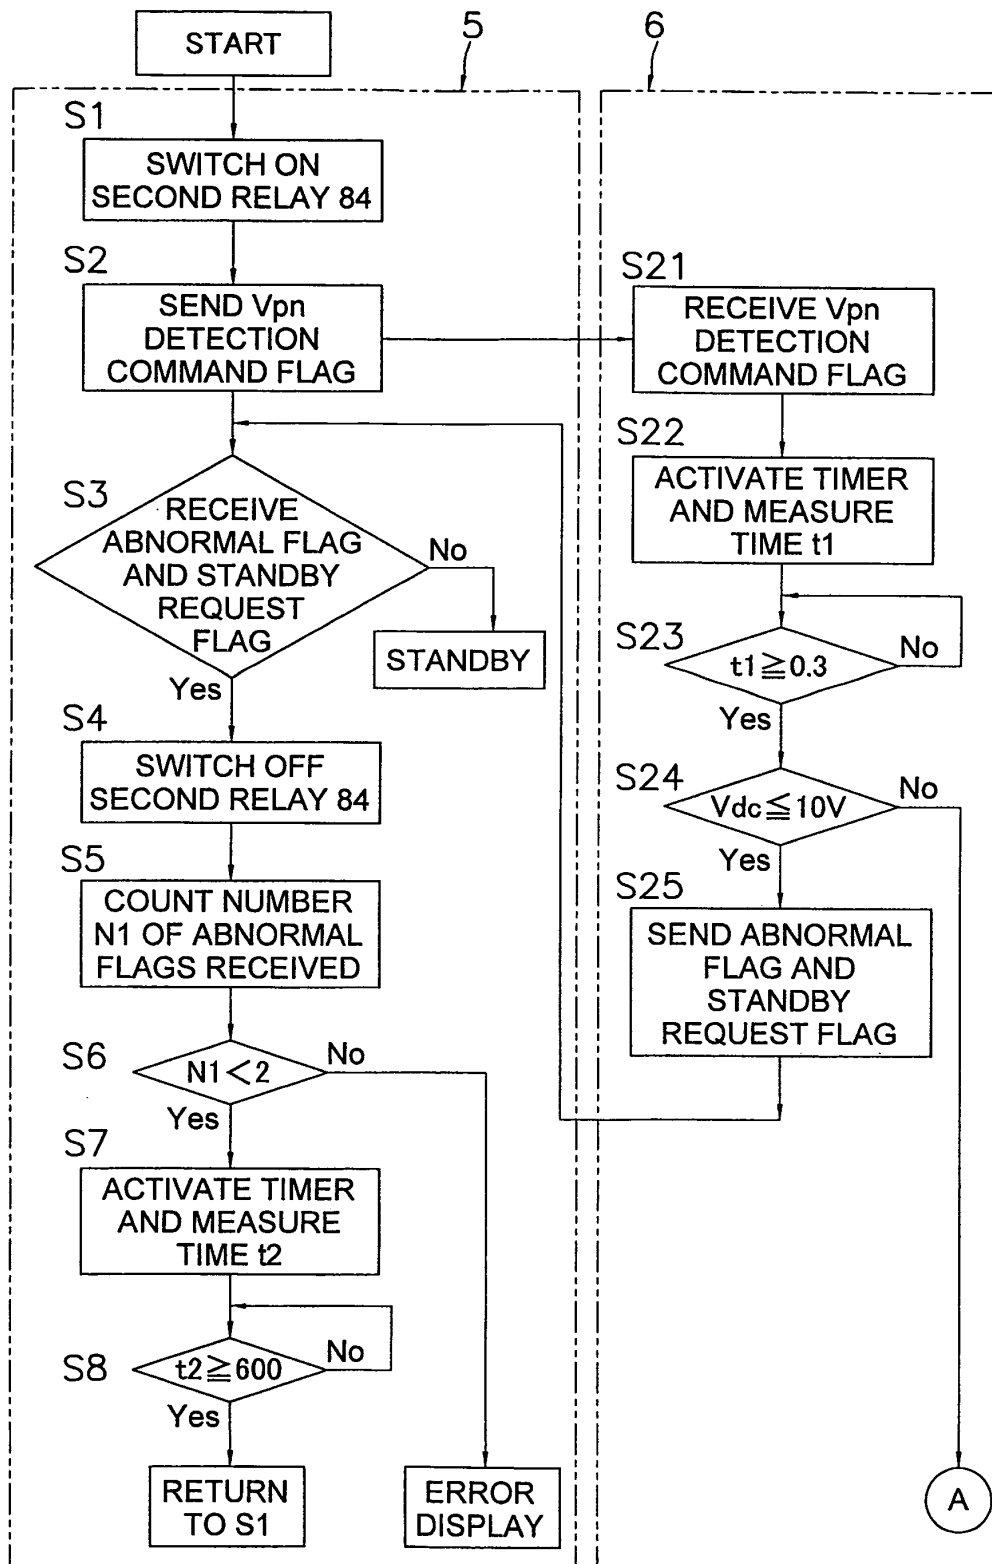 START
5
6
S1
SWITCH ON
SECOND RELAY 84
S2
SEND Vpn
DETECTION
COMMAND FLAG
S3
RECEIVE
ABNORMAL FLAG
AND STANDBY
REQUEST
FLAG
No
STANDBY
Yes
S4
SWITCH OFF
SECOND RELAY 84
S5
COUNT NUMBER
N1 OF ABNORMAL
FLAGS RECEIVED
S6
N1<2
No
Yes
S7
ACTIVATE TIMER
AND MEASURE
TIME t2
S8
t2≧600
No
Yes
RETURN
TO S1
ERROR
DISPLAY
S21
RECEIVE Vpn
DETECTION
COMMAND FLAG
S22
ACTIVATE TIMER
AND MEASURE
TIME t1
S23
t1≧0.3
No
Yes
S24
Vdc≦10V
No
Yes
S25
SEND ABNORMAL
FLAG AND
STANDBY
REQUEST FLAG
A